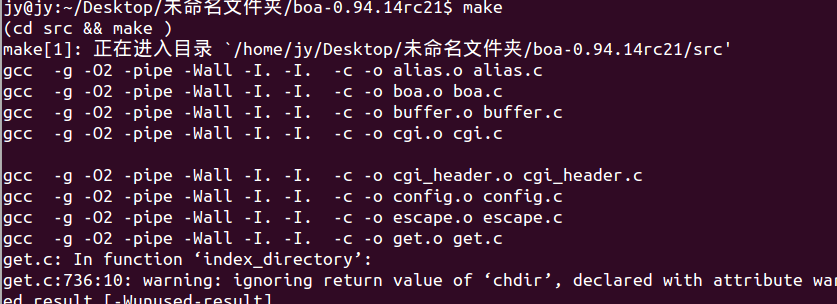 jy@jy:~/Desktop/未命名文件夹/boa-0.94.14rc21$ make
(cd src && make )
make[1]: 正在进入目录 `/home/jy/Desktop/未命名文件夹/boa-0.94.14rc21/src'
gcc  -g -O2 -pipe -Wall -I. -I.  -c -o alias.o alias.c
gcc  -g -O2 -pipe -Wall -I. -I.  -c -o boa.o boa.c
gcc  -g -O2 -pipe -Wall -I. -I.  -c -o buffer.o buffer.c
gcc  -g -O2 -pipe -Wall -I. -I.  -c -o cgi.o cgi.c
gcc  -g -O2 -pipe -Wall -I. -I.  -c -o cgi_header.o cgi_header.c
gcc  -g -O2 -pipe -Wall -I. -I.  -c -o config.o config.c
gcc  -g -O2 -pipe -Wall -I. -I.  -c -o escape.o escape.c
gcc  -g -O2 -pipe -Wall -I. -I.  -c -o get.o get.c
get.c: In function ‘index_directory’:
get.c:736:10: warning: ignoring return value of ‘chdir’, declared with attribute war
ed_result [-Wunused-result]